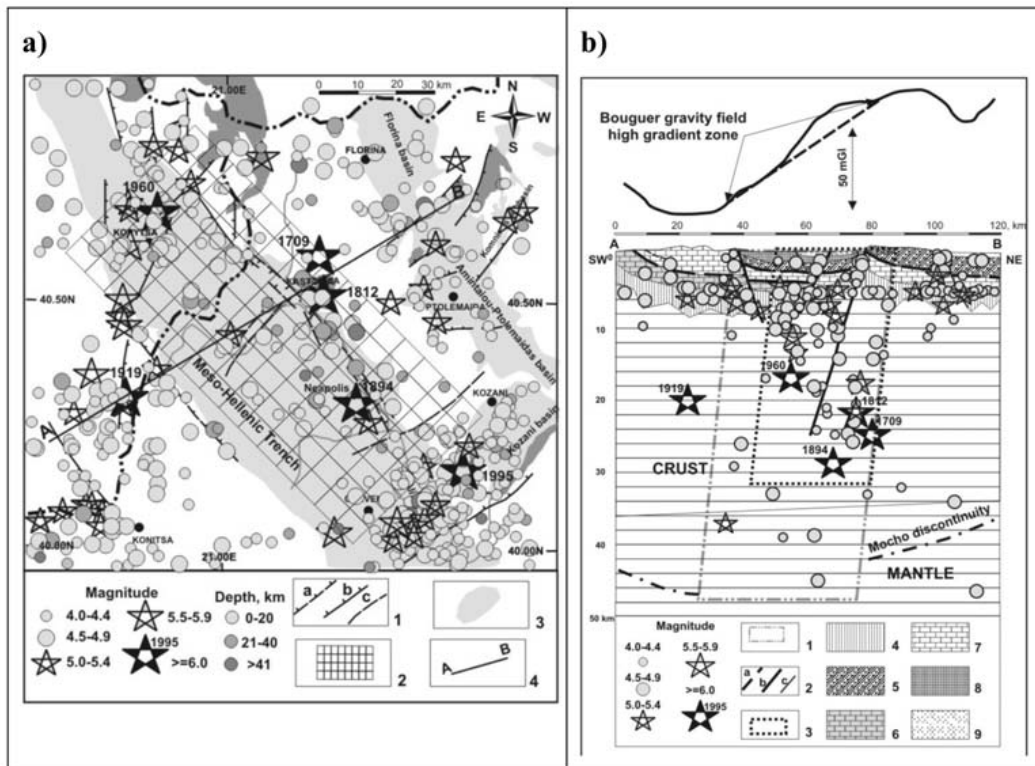 a)
0 10 20 30 km
N
E W
S
21.00E
FLORINA
Florina basin
B
1960
1709
1812
40.50N
40.50N
PTOLEMAIDA
Amintaiou-Ptolemaidas basin
1919
Meso-Hellenic Trench
Neapolis
1894
KOZANI
Kozani basin
A
1995
KONITSA
40.00N
21.00E
40.00N
Magnitude
4.0-4.4
4.5-4.9
5.0-5.4
5.5-5.9
1995
>=6.0
Depth, km
0-20
21-40
>41
a b c
1
2
3
A B
4
b)
Bouguer gravity field
high gradient zone
50 mGl
0 20 40 60 80 100 120, km
A B
SW⁰ NE
10
1960
1919
20
1812
1709
1894
CRUST
30
Mocho discontinuity
40
MANTLE
50 km
Magnitude
4.0-4.4
4.5-4.9
5.0-5.4
5.5-5.9
>=6.0
1995
1
a b c
2
3
4
5
6
7
8
9